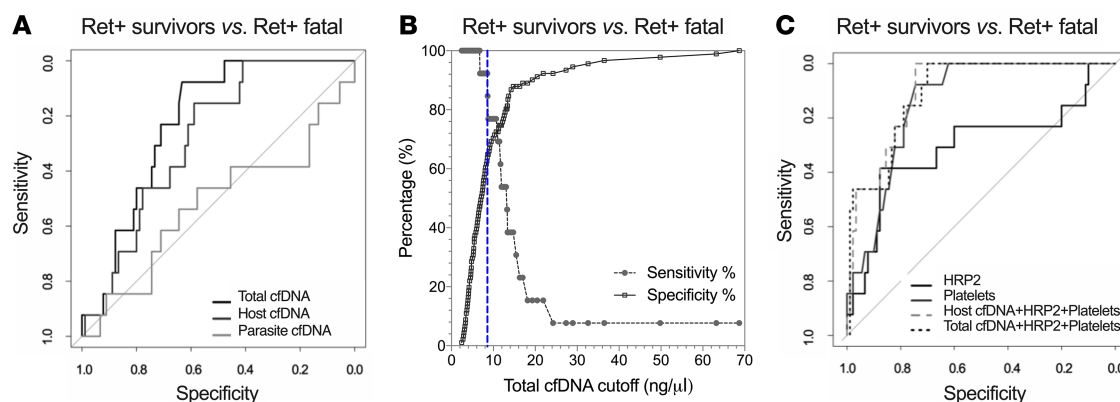 A
Ret+ survivors vs. Ret+ fatal
0.0
0.2
0.4
0.6
0.8
1.0
Sensitivity
Total cfDNA
Host cfDNA
Parasite cfDNA
1.0 0.8 0.6 0.4 0.2 0.0
Specificity
B
Ret+ survivors vs. Ret+ fatal
100
80
60
40
20
0
Percentage (%)
Sensitivity %
Specificity %
0 10 20 30 40 50 60 70
Total cfDNA cutoff (ng/µl)
C
Ret+ survivors vs. Ret+ fatal
0.0
0.2
0.4
0.6
0.8
1.0
Sensitivity
HRP2
Platelets
Host cfDNA+HRP2+Platelets
Total cfDNA+HRP2+Platelets
1.0 0.8 0.6 0.4 0.2
Specificity